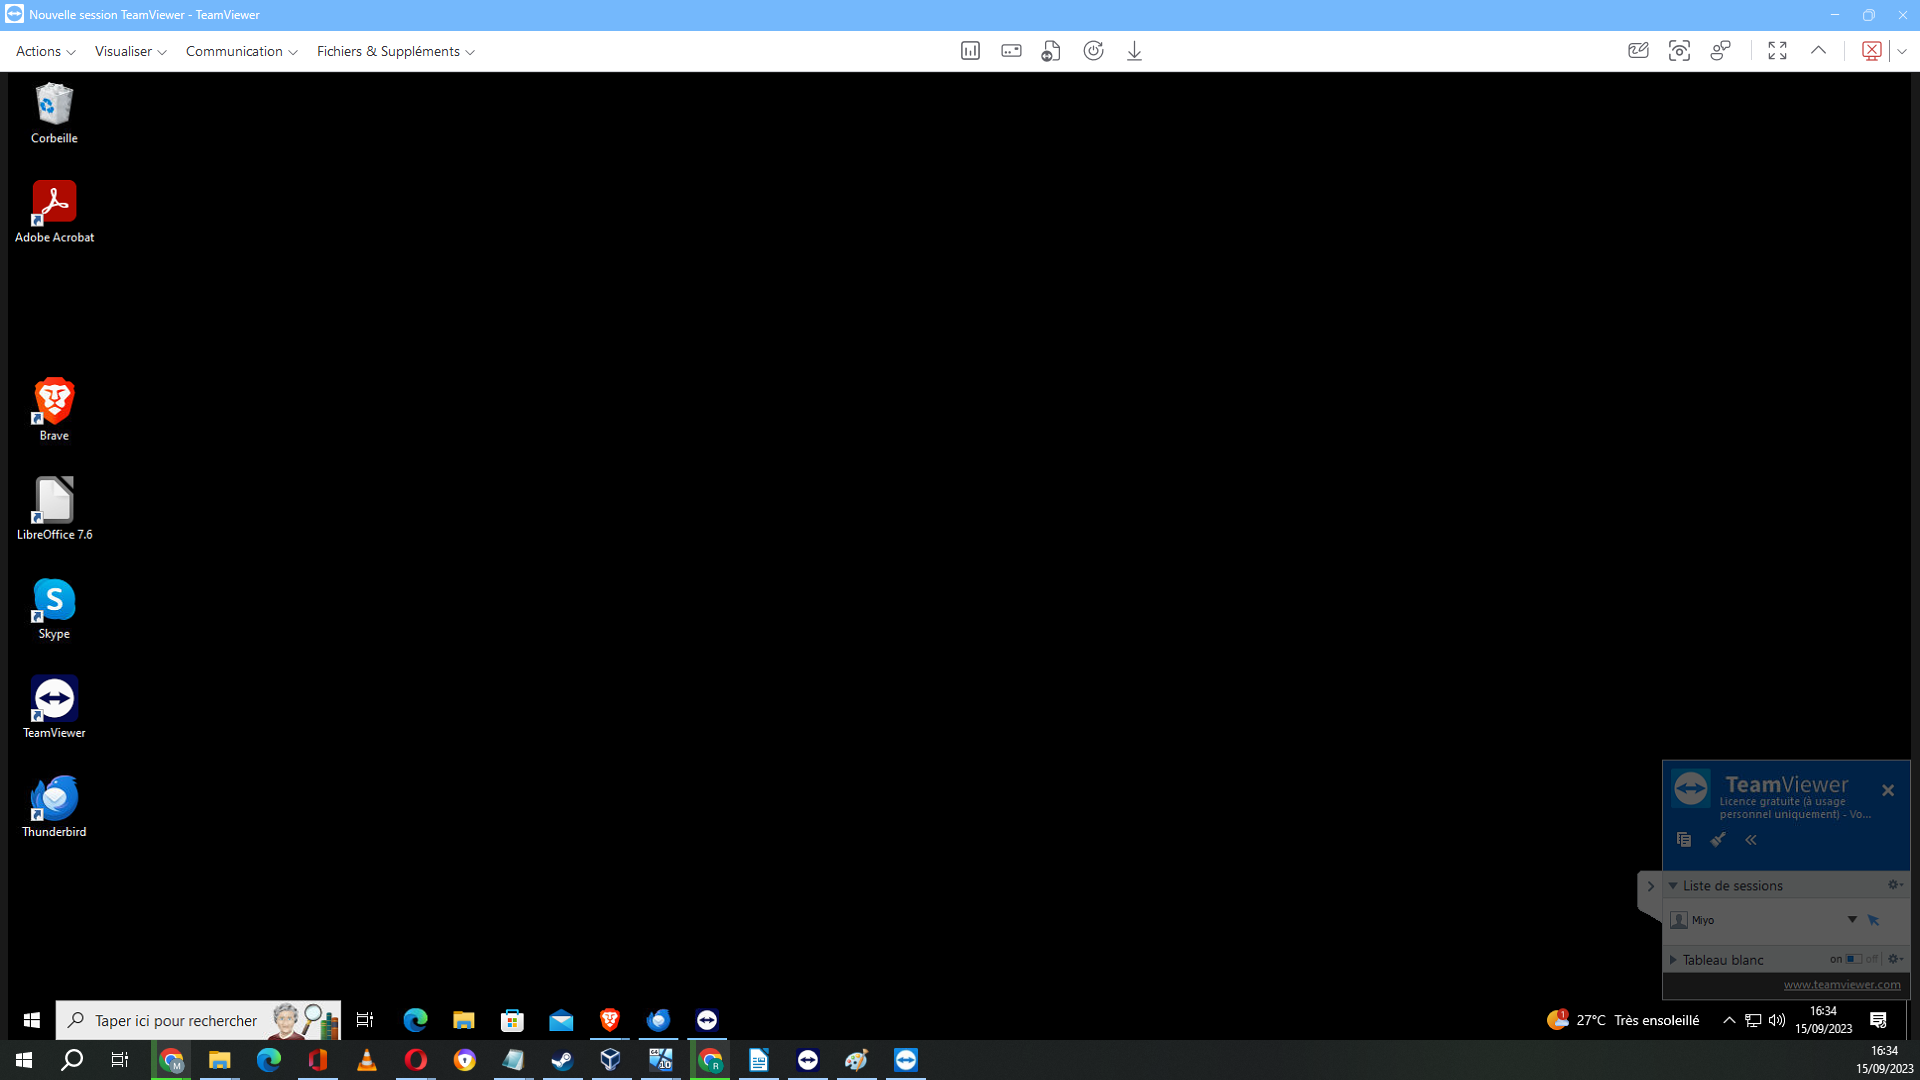 Nouvelle session TeamViewer - TeamViewer
Actions
Visualiser
Communication
Fichiers & Suppléments
Corbeille
Adobe Acrobat
Brave
LibreOffice 7.6
Skype
TeamViewer
Thunderbird
TeamViewer
Licence gratuite (à usage
personnel uniquement) - Vo...
Liste de sessions
Miyo
Tableau blanc
on off
www.teamviewer.com
Taper ici pour rechercher
1
27°C Très ensoleillé
16:34
15/09/2023
M
10
R
16:34
15/09/2023